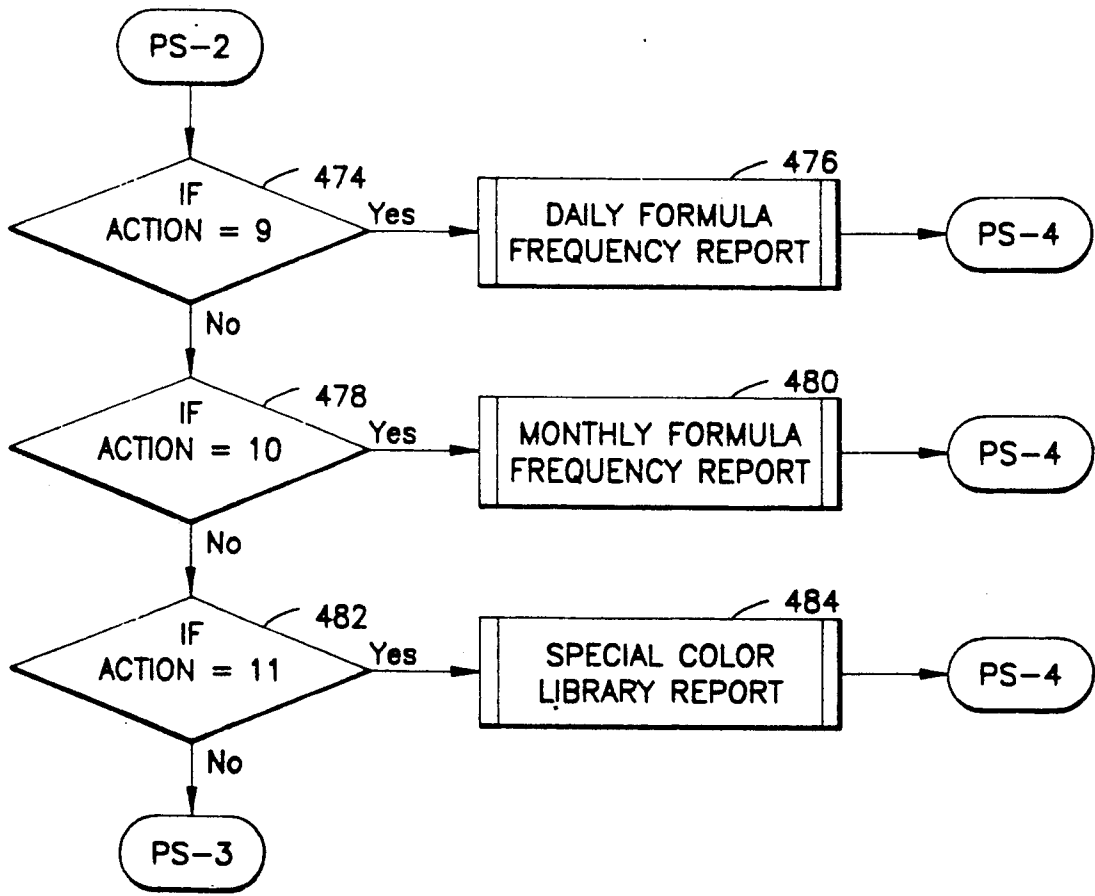 PS-2
474
IF
ACTION = 9
Yes
476
DAILY FORMULA
FREQUENCY REPORT
PS-4
No
478
IF
ACTION = 10
Yes
480
MONTHLY FORMULA
FREQUENCY REPORT
PS-4
No
482
IF
ACTION = 11
Yes
484
SPECIAL COLOR
LIBRARY REPORT
PS-4
No
PS-3